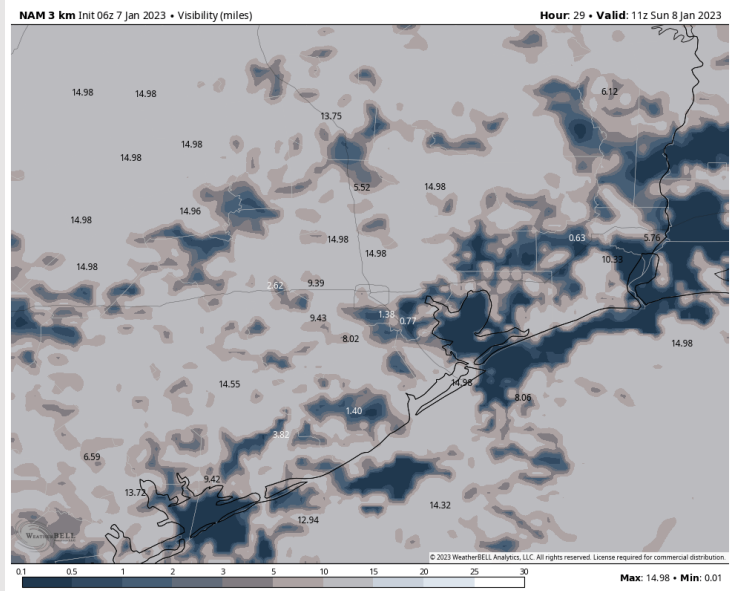 NAM 3 km Init 06z 7 Jan 2023 • Visibility (miles) Hour: 29 • Valid: 11z Sun 8 Jan 2023
14.98 14.98 6.12
13.75
14.98
14.98
5.52 14.98
14.96
14.98
14.98 0.63 5.76
14.98 10.33
14.98
2.62 9.39
9.43 1.38 0.77
8.02 14.98
14.55 14.98
8.06
1.40
3.82
6.59
9.42
13.72
14.32
12.94
WEATHERBELL
© 2023 WeatherBELL Analytics, LLC. All rights reserved. License required for commercial distribution.
0.1 0.5 1 2 3 5 10 15 20 25 30
Max: 14.98 • Min: 0.01